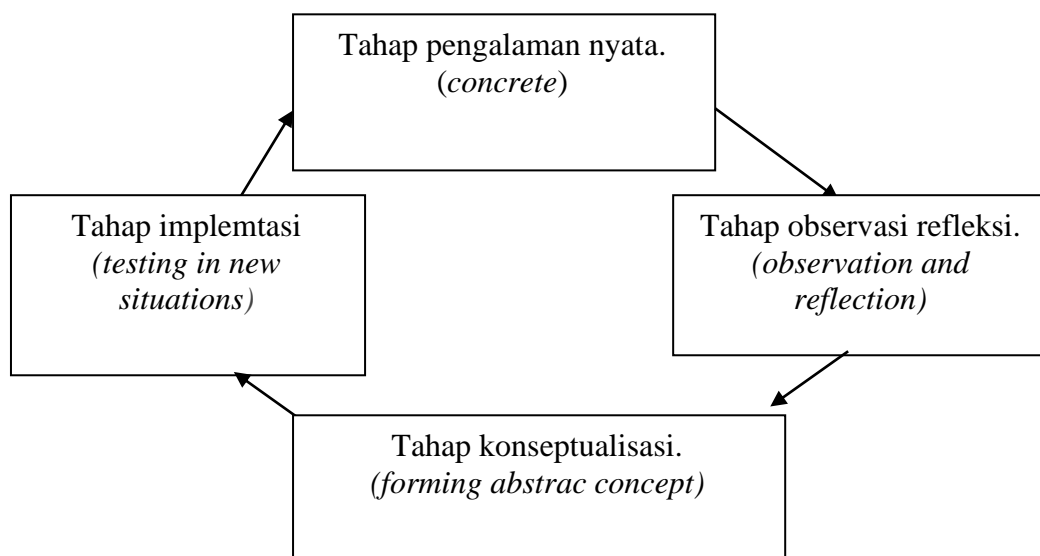 Tahap pengalaman nyata.
(concrete)
Tahap implemtasi
(testing in new
situations)
Tahap observasi refleksi.
(observation and
reflection)
Tahap konseptualisasi.
(forming abstrac concept)